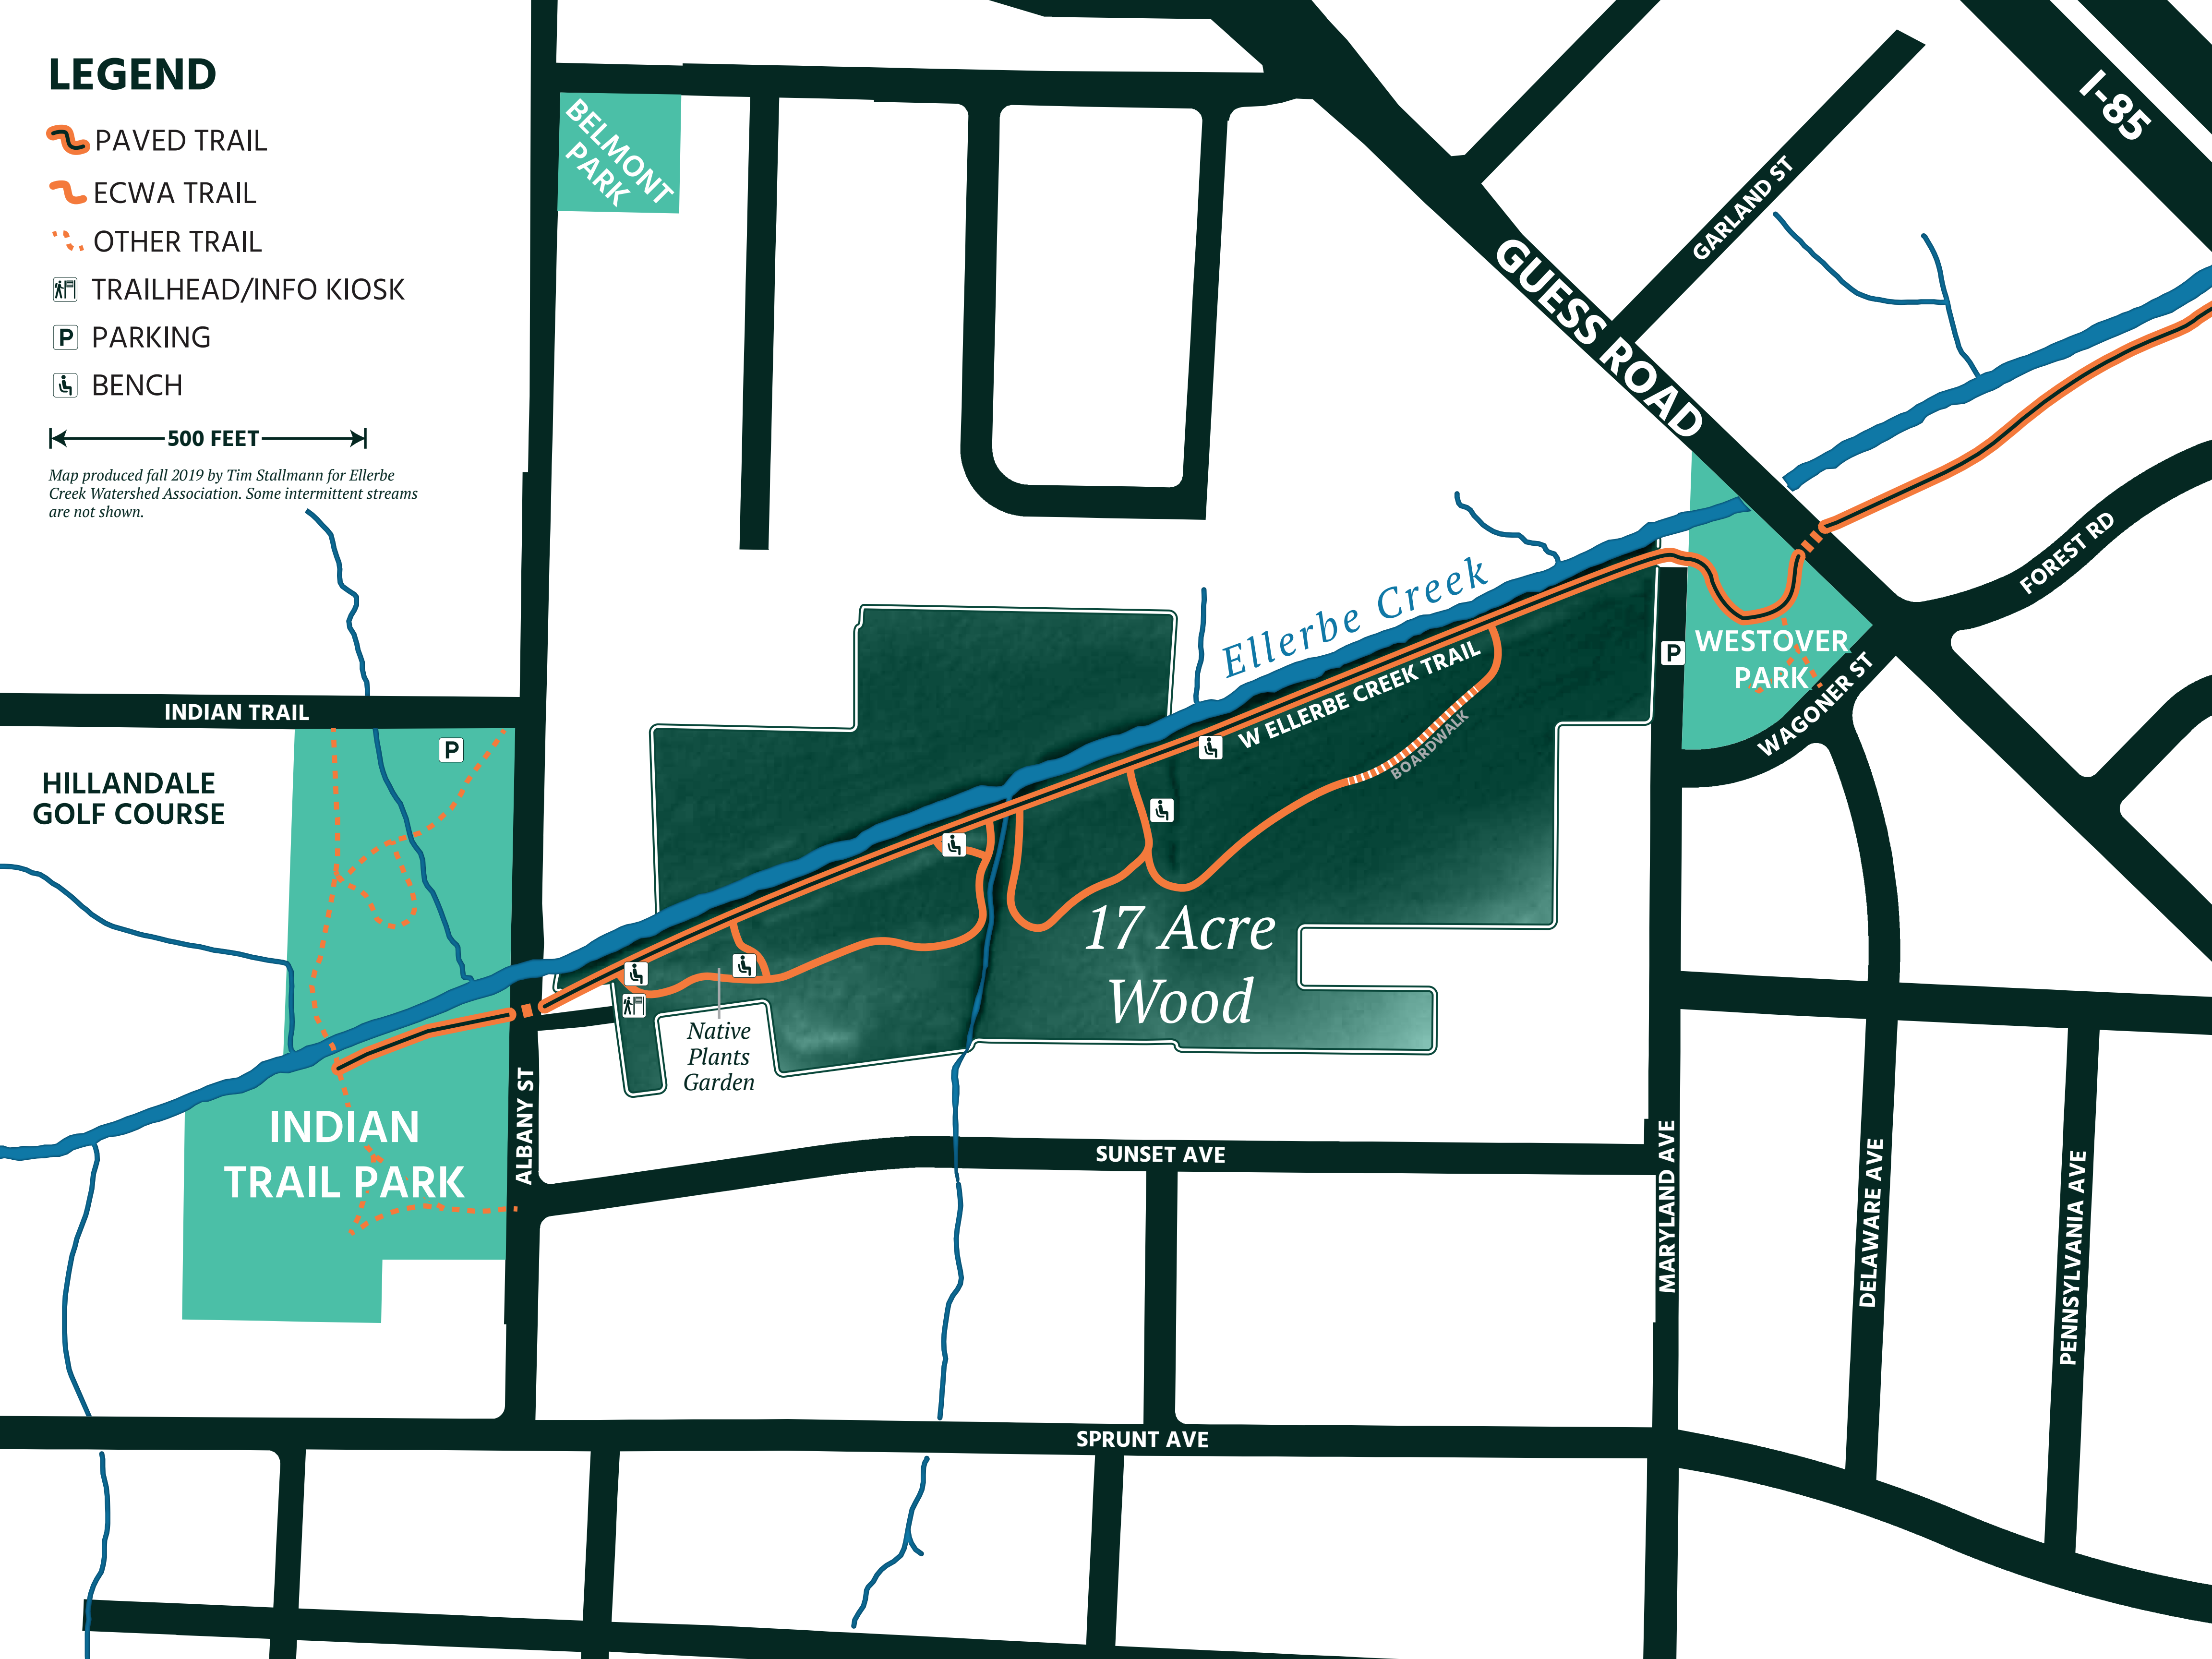 LEGEND
PAVED TRAIL
ECWA TRAIL
OTHER TRAIL
TRAILHEAD/INFO KIOSK
P
PARKING
BENCH
500 FEET
Map produced fall 2019 by Tim Stallmann for Ellerbe
Creek Watershed Association. Some intermittent streams
are not shown.
BELMONT
PARK
I-85
GARLAND ST
GUESS ROAD
FOREST RD
Ellerbe Creek
W ELLERBE CREEK TRAIL
BOARDWALK
P
WESTOVER
PARK
WAGONER ST
INDIAN TRAIL
P
HILLANDALE
GOLF COURSE
17 Acre
Wood
Native
Plants
Garden
INDIAN
TRAIL PARK
ALBANY ST
SUNSET AVE
MARYLAND AVE
DELAWARE AVE
PENNSYLVANIA AVE
SPRUNT AVE